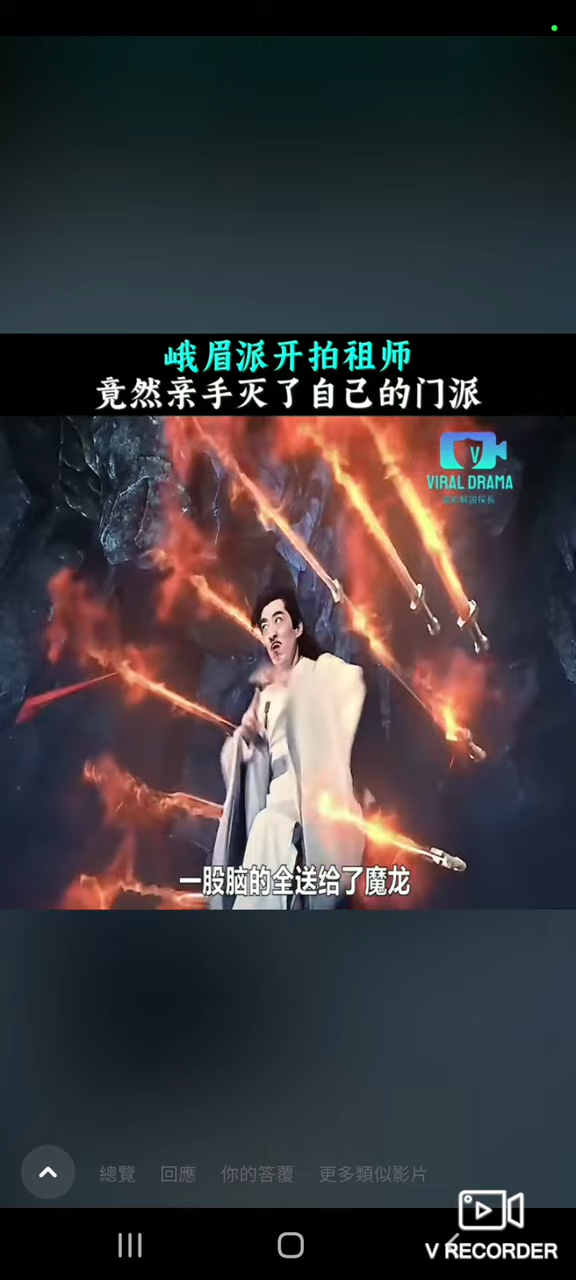 峨眉派开拍祖师
竟然亲手灭了自己的门派
V
VIRAL DRAMA
一股脑的全送给了魔龙
總覽 回應 你的答覆 更多類似影片
V RECORDER